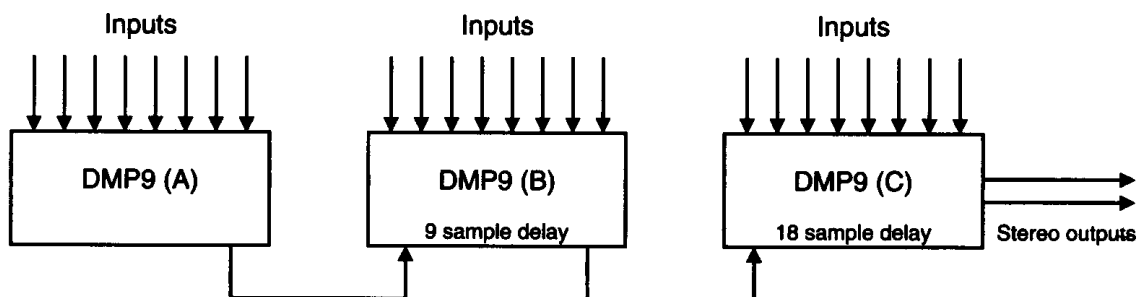 Inputs
Inputs
Inputs
DMP9 (A)
DMP9 (B)
DMP9 (C)
9 sample delay
18 sample delay
Stereo outputs